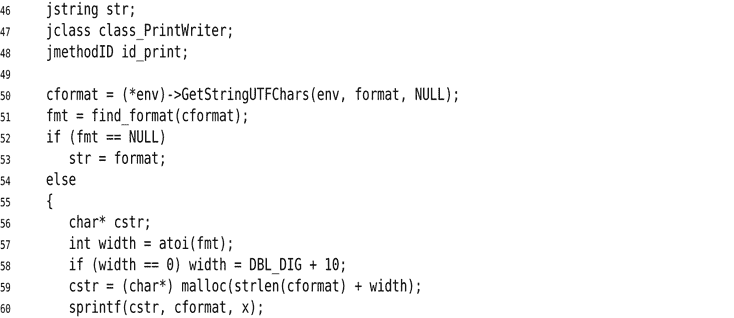 46 jstring str;
47 jclass class_PrintWriter;
48 jmethodID id_print;
49
50 cformat = (*env)->GetStringUTFChars(env, format, NULL);
51 fmt = find_format(cformat);
52 if (fmt == NULL)
53 str = format;
54 else
55 {
56 char* cstr;
57 int width = atoi(fmt);
58 if (width == 0) width = DBL_DIG + 10;
59 cstr = (char*) malloc(strlen(cformat) + width);
60 sprintf(cstr, cformat, x);